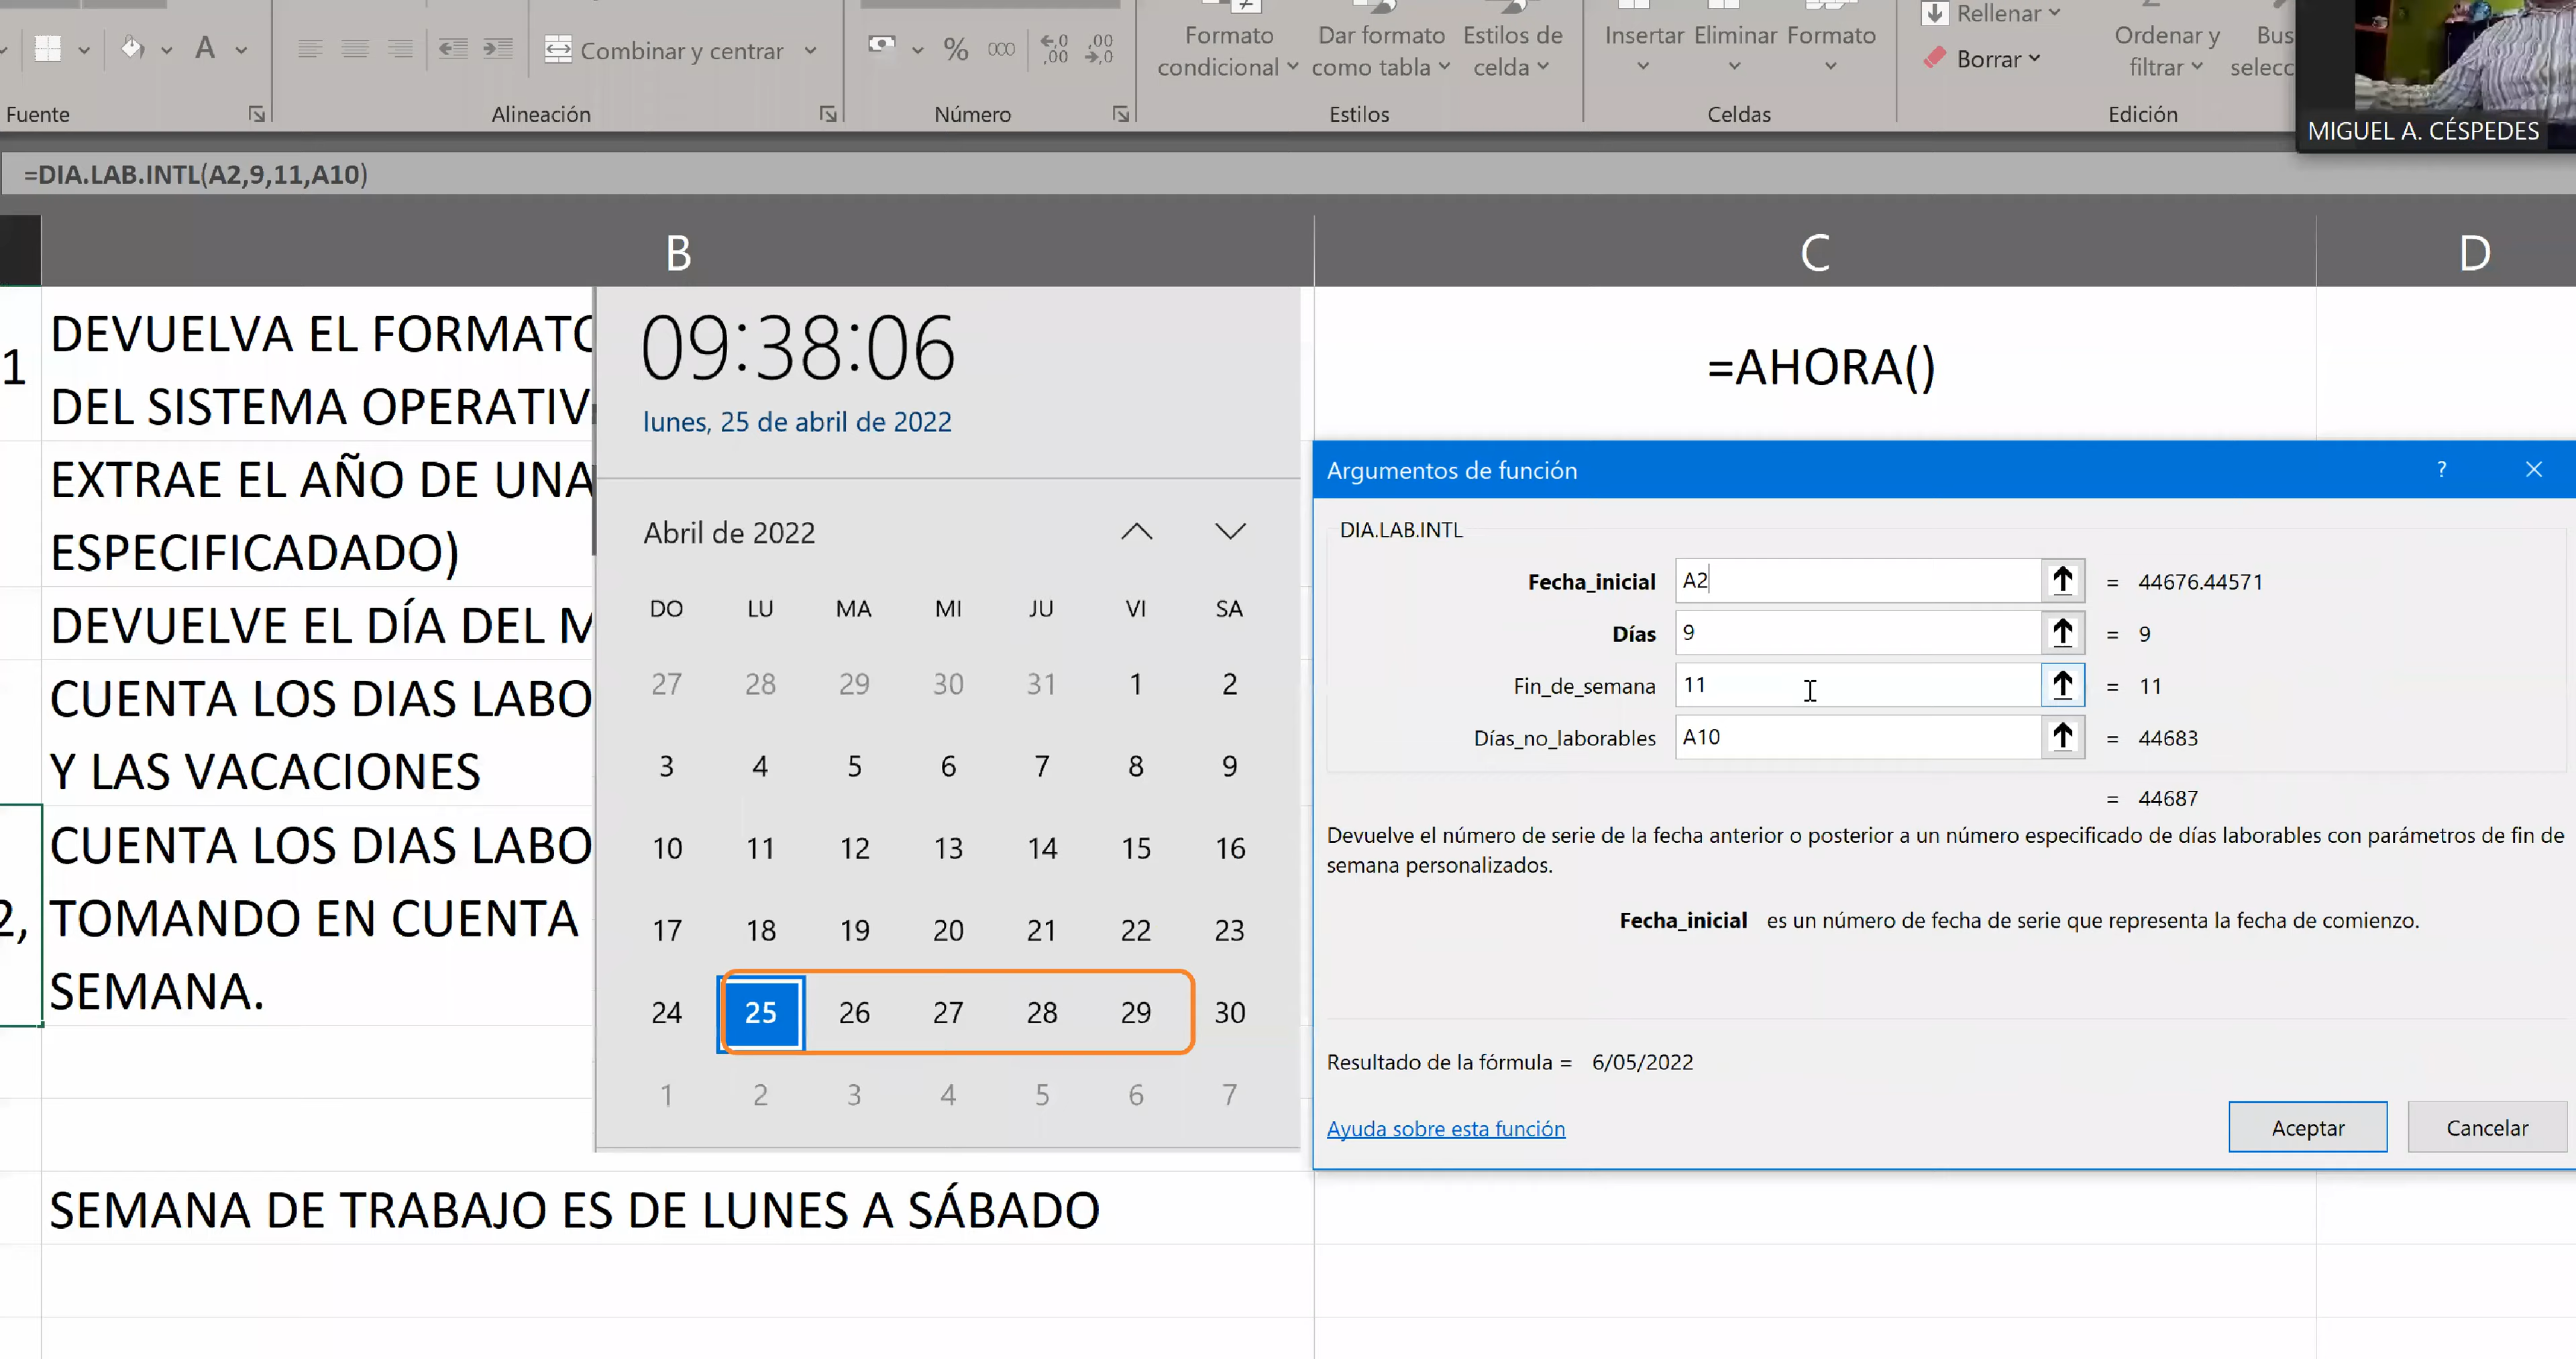 Combinar y centrar
%
000
Formato condicional
Dar formato como tabla
Estilos de celda
Insertar
Eliminar
Formato
Rellenar
Borrar
Ordenar y filtrar
Fuente
Alineación
Número
Estilos
Celdas
Edición
MIGUEL A. CÉSPEDES
=DIA.LAB.INTL(A2,9,11,A10)
B
C
D
1
DEVUELVA EL FORMATO
DEL SISTEMA OPERATIV
EXTRAE EL AÑO DE UNA
ESPECIFICADADO)
DEVUELVE EL DÍA DEL M
CUENTA LOS DIAS LABO
Y LAS VACACIONES
CUENTA LOS DIAS LABO
2, TOMANDO EN CUENTA
SEMANA.
SEMANA DE TRABAJO ES DE LUNES A SÁBADO
09:38:06
lunes, 25 de abril de 2022
Abril de 2022
DO LU MA MI JU VI SA
27 28 29 30 31 1 2
3 4 5 6 7 8 9
10 11 12 13 14 15 16
17 18 19 20 21 22 23
24 25 26 27 28 29 30
1 2 3 4 5 6 7
=AHORA()
Argumentos de función ?
DIA.LAB.INTL
Fecha_inicial A2 = 44676.44571
Días 9 = 9
Fin_de_semana 11 = 11
Días_no_laborables A10 = 44683
= 44687
Devuelve el número de serie de la fecha anterior o posterior a un número especificado de días laborables con parámetros de fin de
semana personalizados.
Fecha_inicial es un número de fecha de serie que representa la fecha de comienzo.
Resultado de la fórmula = 6/05/2022
Ayuda sobre esta función
Aceptar
Cancelar